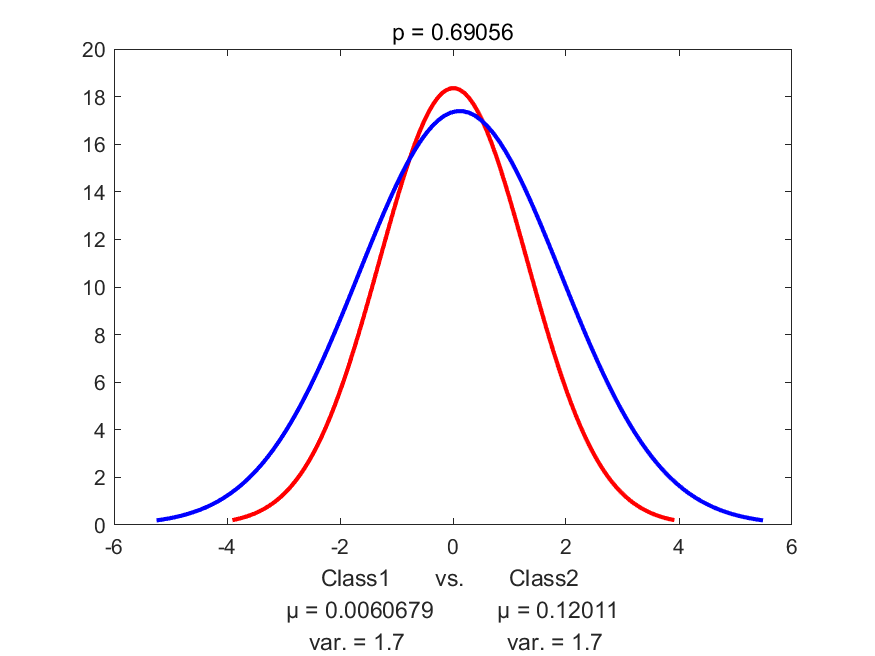 p = 0.69056
20
18
16
14
12
10
8
6
4
2
0
-6 -4 -2 0 2 4 6
Class1 vs. Class2
μ = 0.0060679 μ = 0.12011
var. = 1.7 var. = 1.7